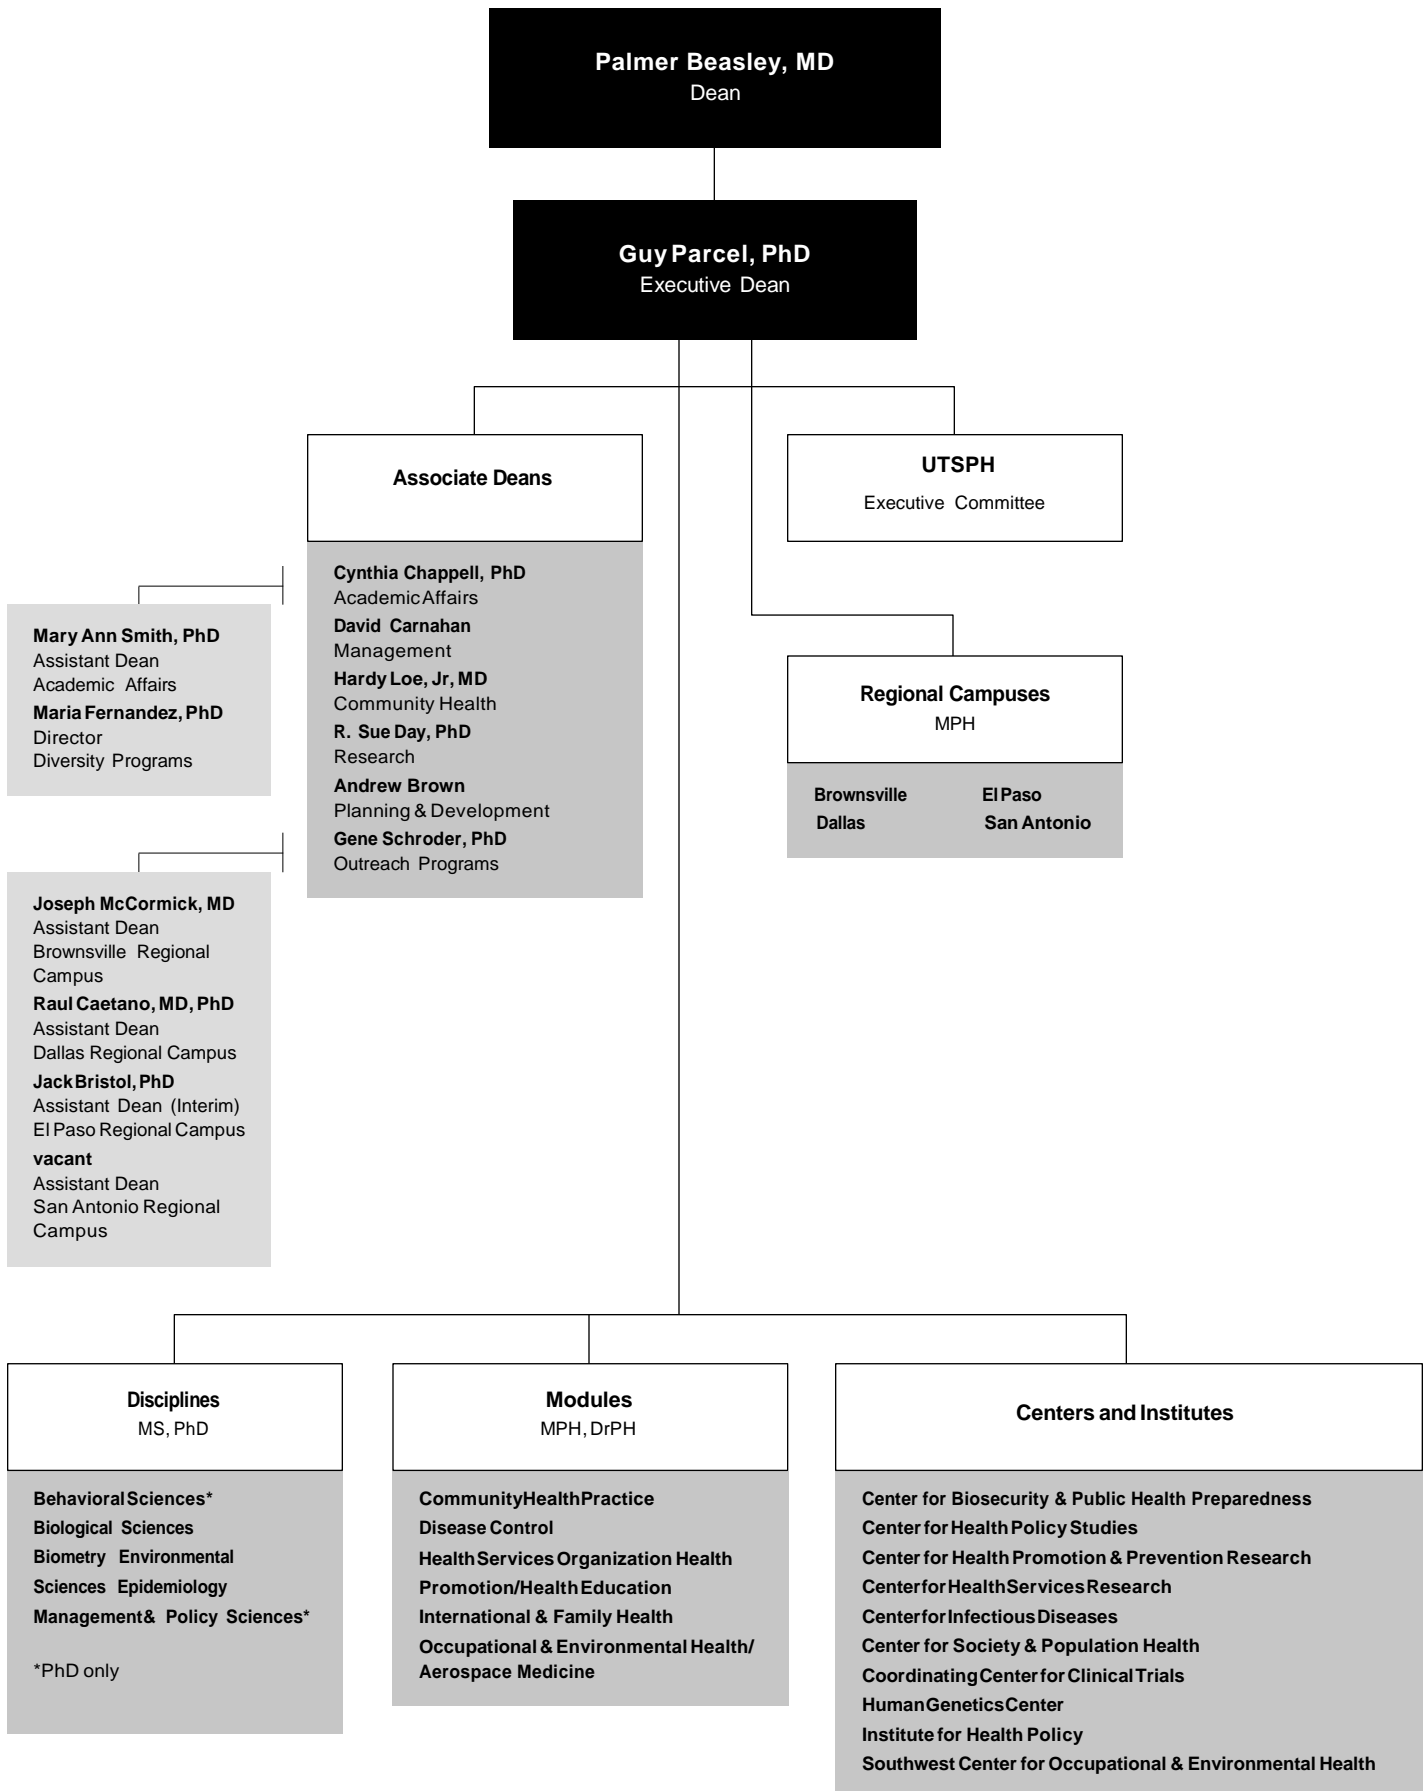 Palmer Beasley, MD
Dean
Guy Parcel, PhD
Executive Dean
Associate Deans
UTSPH
Executive Committee
Cynthia Chappell, PhD
Academic Affairs
David Carnahan
Management
Hardy Loe, Jr, MD
Community Health
R. Sue Day, PhD
Research
Andrew Brown
Planning & Development
Gene Schroder, PhD
Outreach Programs
Mary Ann Smith, PhD
Assistant Dean
Academic Affairs
Maria Fernandez, PhD
Director
Diversity Programs
Regional Campuses
MPH
Brownsville El Paso
Dallas San Antonio
Joseph McCormick, MD
Assistant Dean
Brownsville Regional
Campus
Raul Caetano, MD, PhD
Assistant Dean
Dallas Regional Campus
Jack Bristol, PhD
Assistant Dean (Interim)
El Paso Regional Campus
vacant
Assistant Dean
San Antonio Regional
Campus
Disciplines
MS, PhD
Behavioral Sciences*
Biological Sciences
Biometry Environmental
Sciences Epidemiology
Management & Policy Sciences*
*PhD only
Modules
MPH, DrPH
Community Health Practice
Disease Control
Health Services Organization Health
Promotion/Health Education
International & Family Health
Occupational & Environmental Health/
Aerospace Medicine
Centers and Institutes
Center for Biosecurity & Public Health Preparedness
Center for Health Policy Studies
Center for Health Promotion & Prevention Research
Center for Health Services Research
Center for Infectious Diseases
Center for Society & Population Health
Coordinating Center for Clinical Trials
Human Genetics Center
Institute for Health Policy
Southwest Center for Occupational & Environmental Health